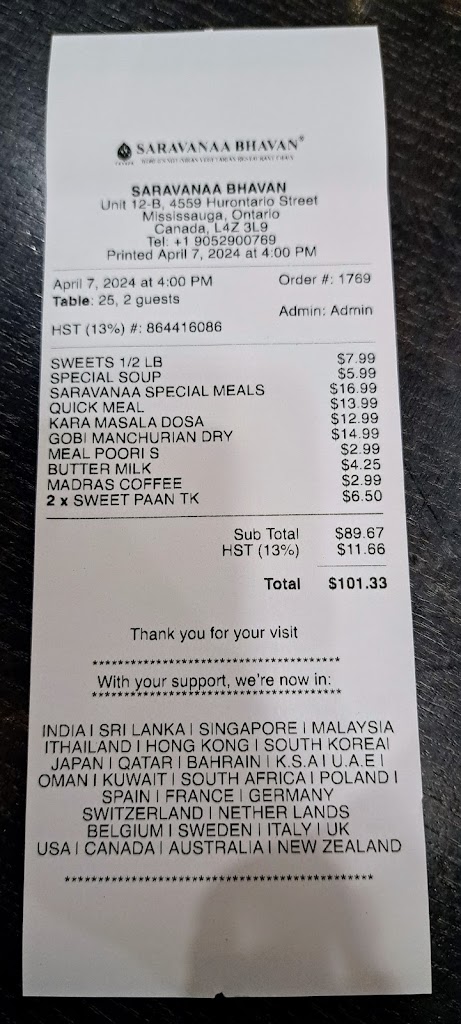 SARAVANAA BHAVAN®
SARAVANAA BHAVAN
Unit 12-B, 4559 Hurontario Street
Mississauga, Ontario
Canada, L4Z 3L9
Tel: +1 9052900769
Printed April 7, 2024 at 4:00 PM
April 7, 2024 at 4:00 PM Order #: 1769
Table: 25, 2 guests
Admin: Admin
HST (13%) #: 864416086
SWEETS 1/2 LB $7.99
SPECIAL SOUP $5.99
SARAVANAA SPECIAL MEALS $16.99
QUICK MEAL $13.99
KARA MASALA DOSA $12.99
GOBI MANCHURIAN DRY $14.99
MEAL POORI S $2.99
BUTTER MILK $4.25
MADRAS COFFEE $2.99
2 x SWEET PAAN TK $6.50
Sub Total $89.67
HST (13%) $11.66
Total $101.33
Thank you for your visit
****************************************
With your support, we're now in:
****************************************
INDIA I SRI LANKA I SINGAPORE I MALAYSIA
ITHAILAND I HONG KONG I SOUTH KOREAI
JAPAN I QATAR I BAHRAIN I K.S.A I U.A.E I
OMAN I KUWAIT I SOUTH AFRICA I POLAND I
SPAIN I FRANCE I GERMANY
SWITZERLAND I NETHER LANDS
BELGIUM I SWEDEN I ITALY I UK
USA I CANADA I AUSTRALIA I NEW ZEALAND
**************************************************